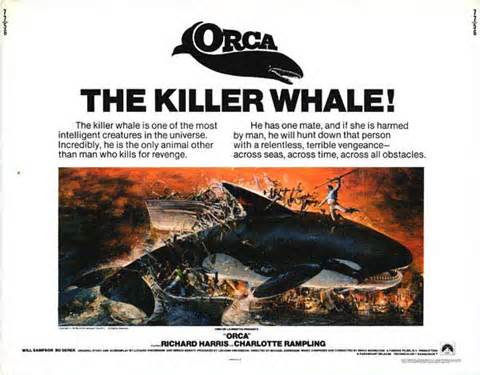 ORCA
THE KILLER WHALE!
The killer whale is one of the most
intelligent creatures in the universe.
Incredibly, he is the only animal other
than man who kills for revenge.
He has one mate, and if she is harmed
by man, he will hunt down that person
with a relentless, terrible vengeance—
across seas, across time, across all obstacles.
"ORCA"
RICHARD HARRIS CHARLOTTE RAMPLING
WILL SAMPSON BO DEREK